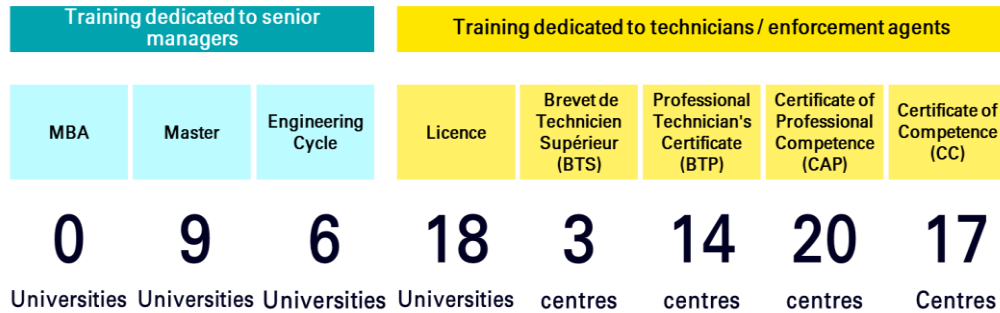 Training dedicated to senior
managers
Training dedicated to technicians / enforcement agents
MBA
Master
Engineering
Cycle
Licence
Brevet de
Technicien
Supérieur
(BTS)
Professional
Technician's
Certificate
(BTP)
Certificate of
Professional
Competence
(CAP)
Certificate of
Competence
(CC)
0
9
6
18
3
14
20
17
Universities
Universities
Universities
Universities
centres
centres
centres
Centres